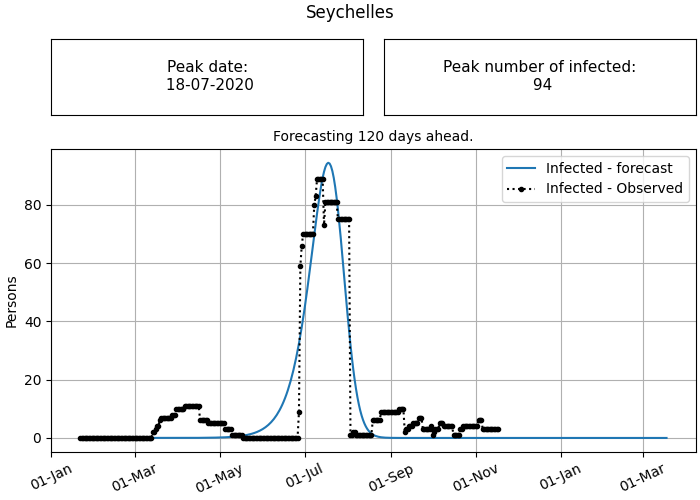 Seychelles
Peak date:
18-07-2020
Peak number of infected:
94
Forecasting 120 days ahead.
Infected - forecast
Infected - Observed
Persons
80
60
40
20
0
01-Jan
01-Mar
01-May
01-Jul
01-Sep
01-Nov
01-Jan
01-Mar